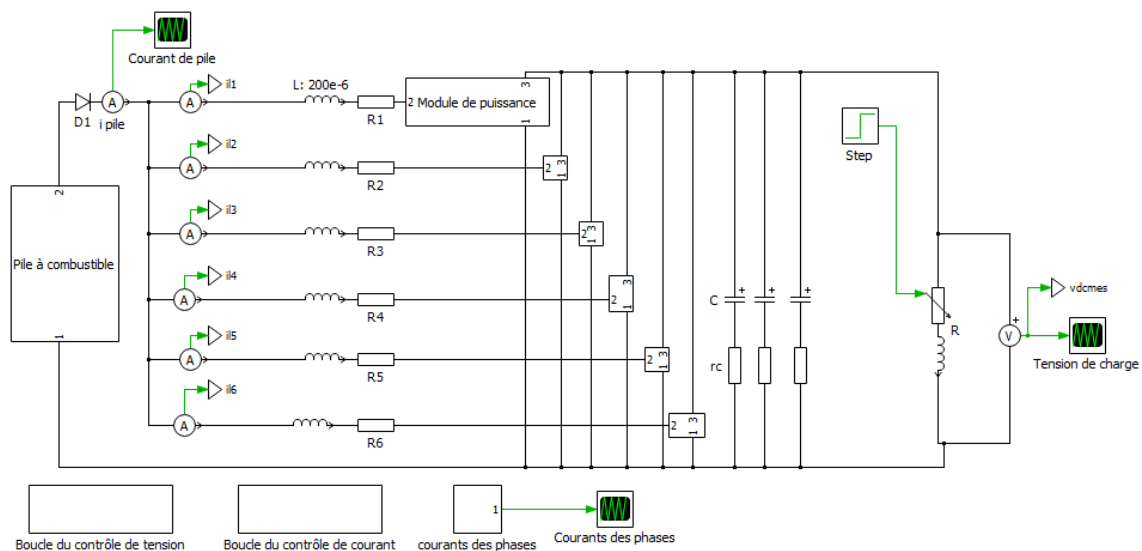 Courant de pile
il1
L: 200e-6
A
D1
i pile
A
R1
2 Module de puissance 3 1
il2
A
R2
2 1 3
Step
il3
A
R3
2 1 3
Pile à combustible
2
1
il4
A
R4
2 1 3
C
R
V
vdcmes
Tension de charge
il5
A
R5
2 1 3
rc
il6
A
R6
2 1 3
Boucle du contrôle de tension
Boucle du contrôle de courant
1
courants des phases
Courants des phases